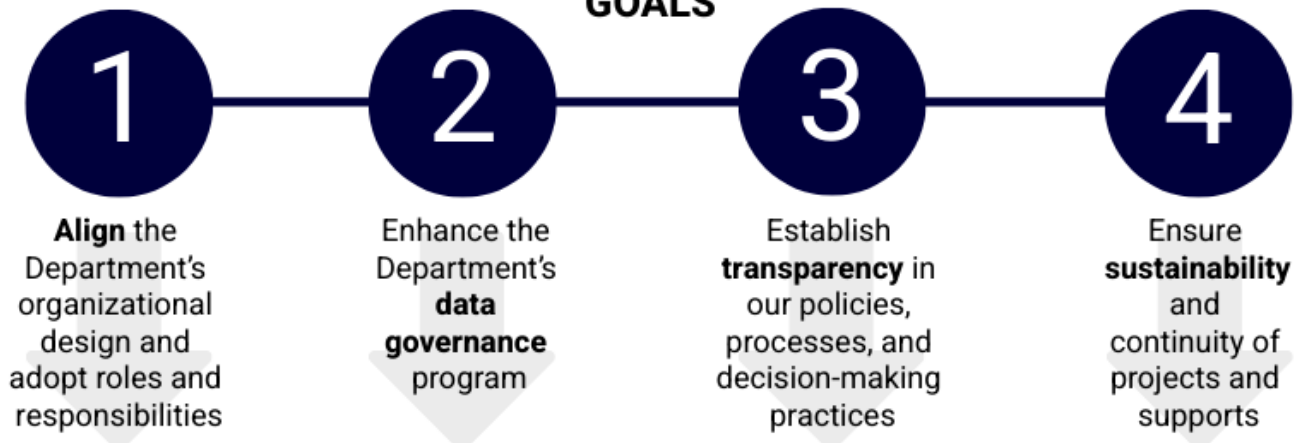 GOALS
1
2
3
4
Align the
Department's
organizational
design and
adopt roles and
responsibilities
Enhance the
Department's
data
governance
program
Establish
transparency in
our policies,
processes, and
decision-making
practices
Ensure
sustainability
and
continuity of
projects and
supports